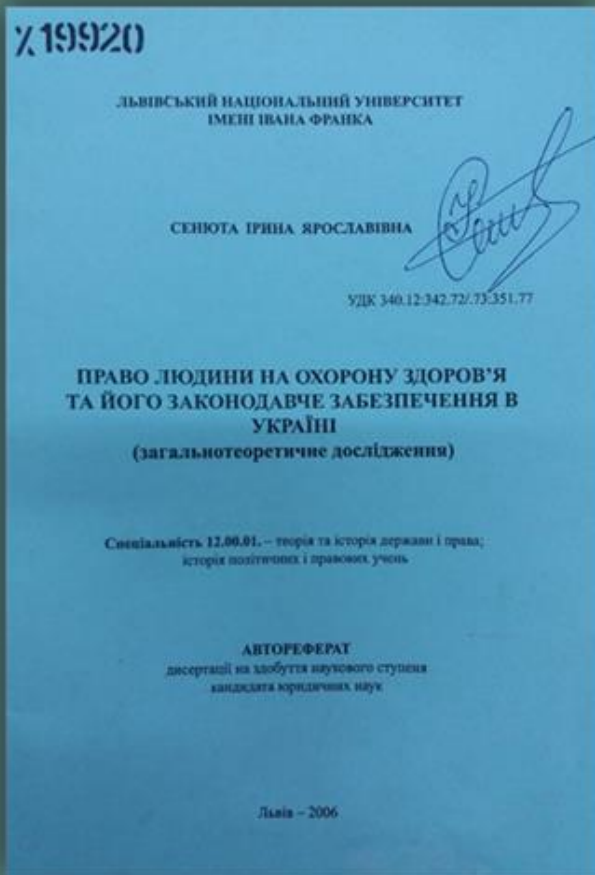 % 19920
ЛЬВІВСЬКИЙ НАЦІОНАЛЬНИЙ УНІВЕРСИТЕТ
ІМЕНІ ІВАНА ФРАНКА
СЕНЮТА ІРИНА ЯРОСЛАВІВНА
УДК 340.12:342.72/.73:351.77
ПРАВО ЛЮДИНИ НА ОХОРОНУ ЗДОРОВ’Я
ТА ЙОГО ЗАКОНОДАВЧЕ ЗАБЕЗПЕЧЕННЯ В
УКРАЇНІ
(загальнотеоретичне дослідження)
Спеціальність 12.00.01. – теорія та історія держави і права;
історія політичних і правових учень
АВТОРЕФЕРАТ
дисертації на здобуття наукового ступеня
кандидата юридичних наук
Львів – 2006